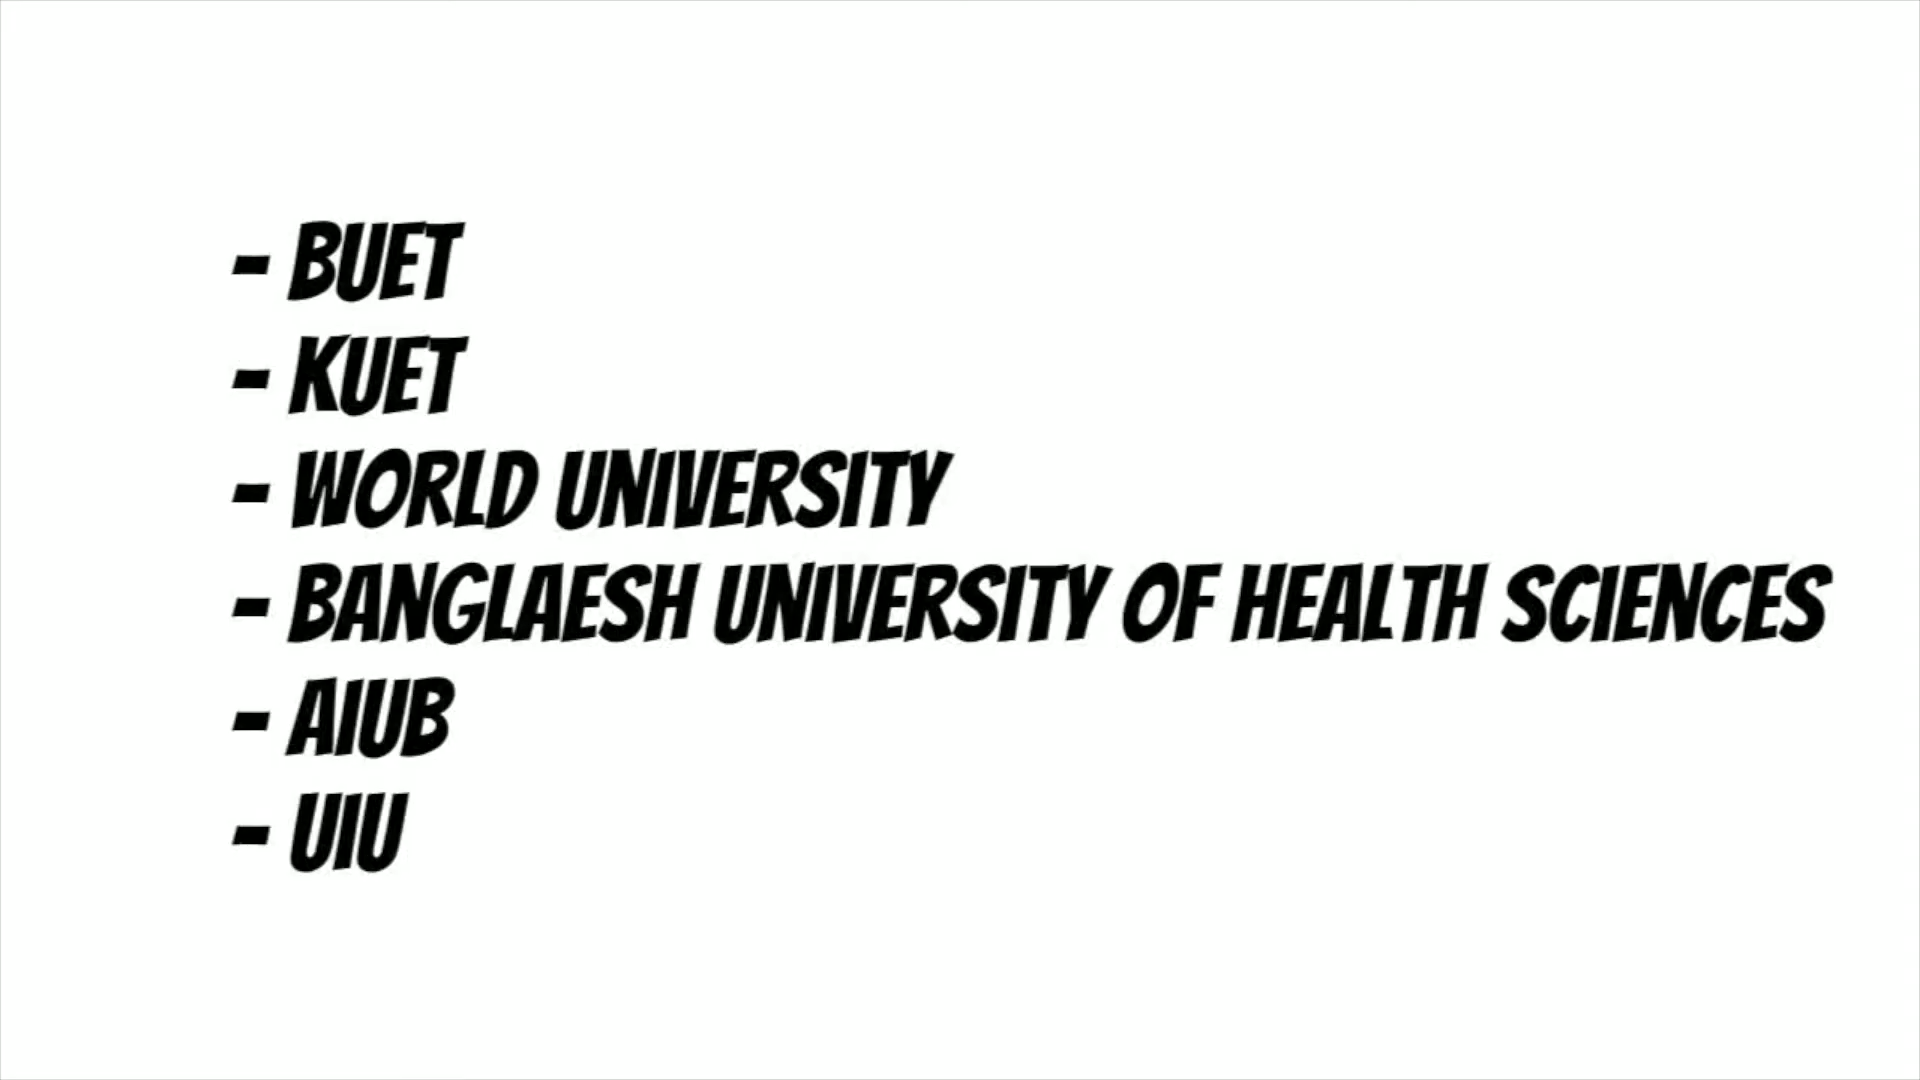 - BUET
- KUET
- WORLD UNIVERSITY
- BANGLAESH UNIVERSITY OF HEALTH SCIENCES
- AIUB
- UIU